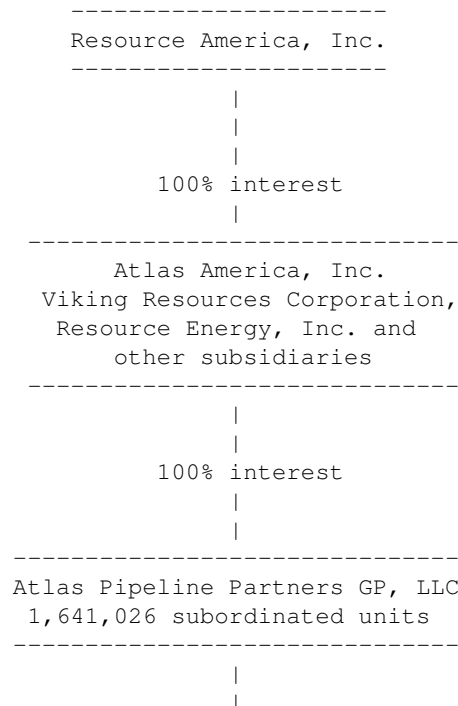 ----------------------
Resource America, Inc.
----------------------
|
|
|
100% interest
|
------------------------------
Atlas America, Inc.
Viking Resources Corporation,
Resource Energy, Inc. and
other subsidiaries
------------------------------
|
|
100% interest
|
|
-------------------------------
Atlas Pipeline Partners GP, LLC
1,641,026 subordinated units
-------------------------------
|
|